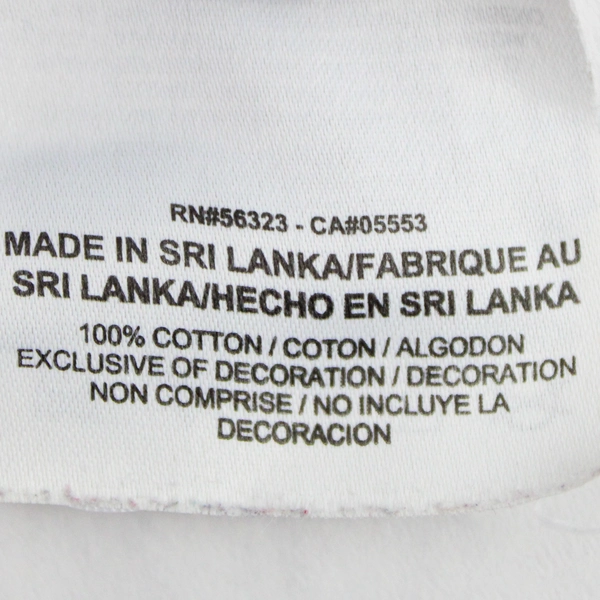 RN#56323 - CA#05553
MADE IN SRI LANKA/FABRIQUE AU
SRI LANKA/HECHO EN SRI LANKA
100% COTTON / COTON / ALGODON
EXCLUSIVE OF DECORATION / DECORATION
NON COMPRISE / NO INCLUYE LA
DECORACION